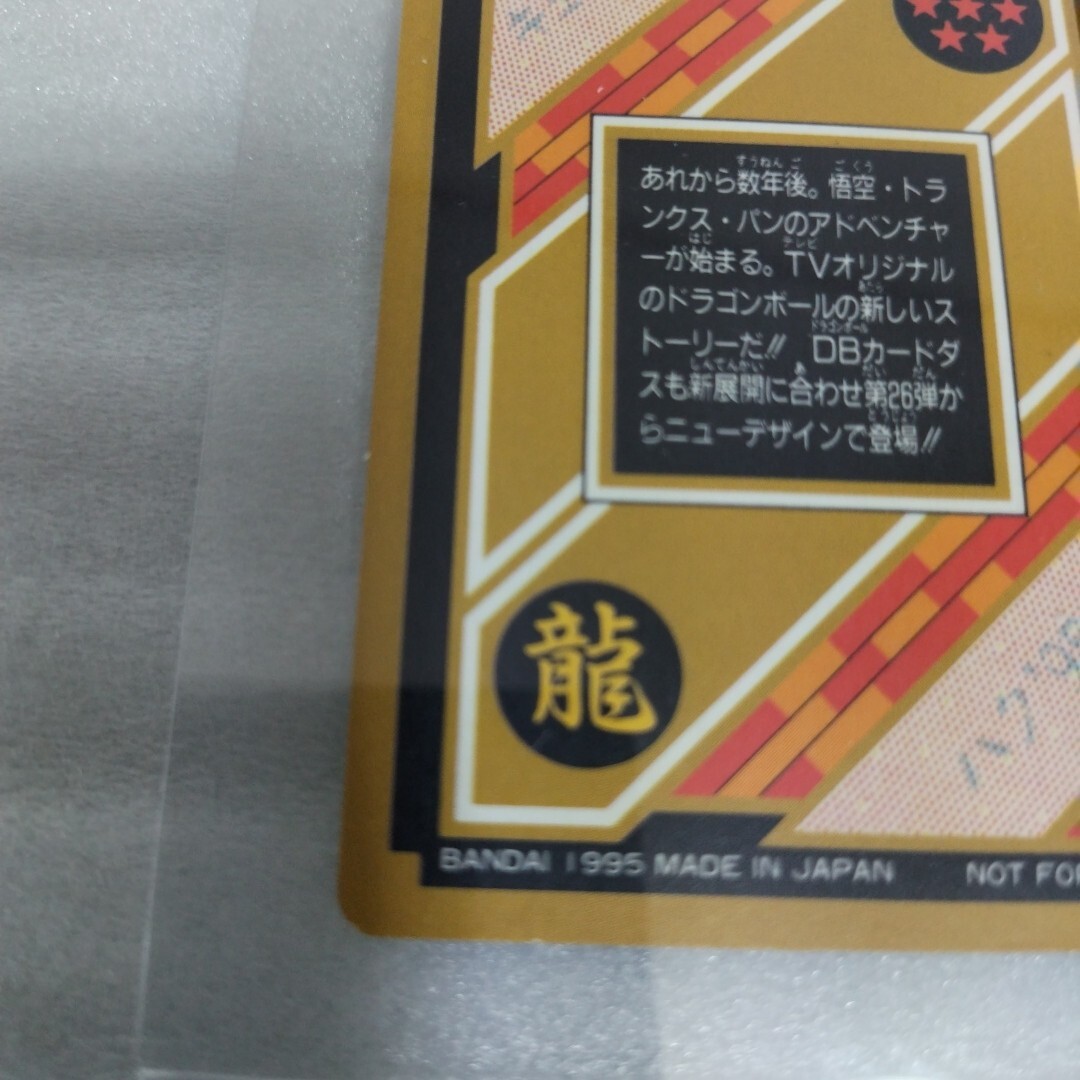 あれから数年後。悟空・トラ
ンクス・パンのアドベンチャ
ーが始まる。TVオリジナル
のドラゴンボールの新しいス
トーリーだ!! DBカードダ
スも新展開に合わせ第26弾か
らニューデザインで登場!!
龍
BANDAI 1995 MADE IN JAPAN NOT FO